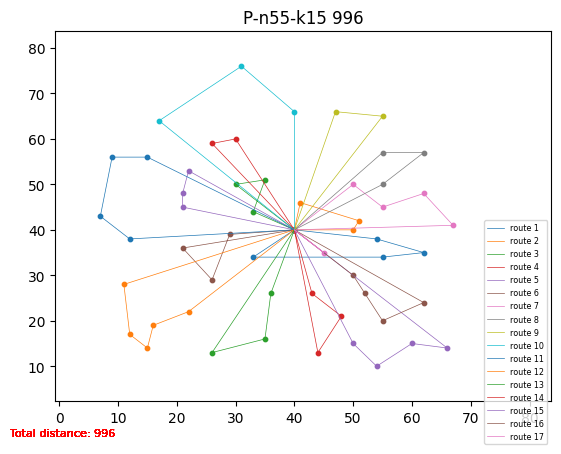 P-n55-k15 996
80
70
60
50
40
30
20
10
0 10 20 30 40 50 60 70
route 1
route 2
route 3
route 4
route 5
route 6
route 7
route 8
route 9
route 10
route 11
route 12
route 13
route 14
route 15
route 16
route 17
Total distance: 996